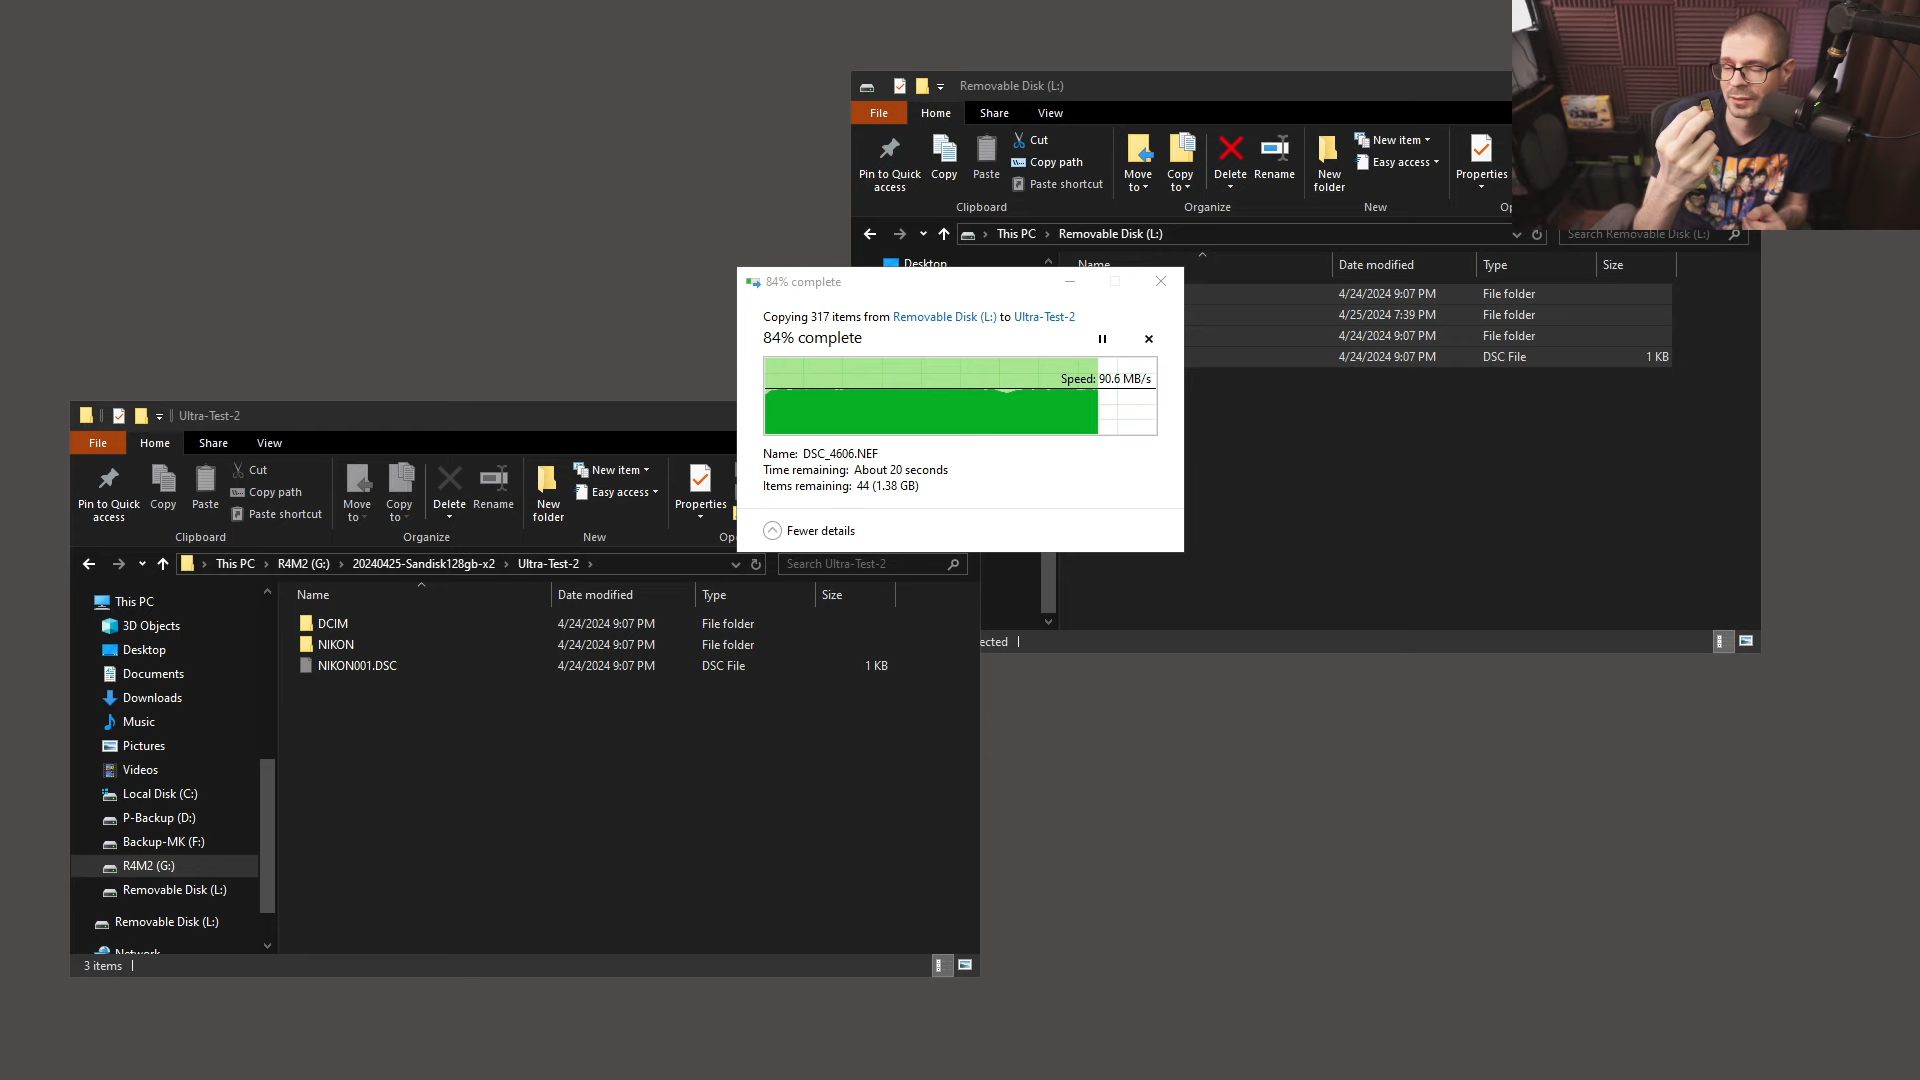 Removable Disk (L:)
File
Home
Share
View
Pin to Quick access
Copy
Paste
Cut
Copy path
Paste shortcut
Move to
Copy to
Delete
Rename
New folder
New item
Easy access
Properties
Clipboard
Organize
New
This PC
Removable Disk (L:)
Search Removable Disk (L:)
Desktop
Name
Date modified
Type
Size
4/24/2024 9:07 PM File folder
4/25/2024 7:39 PM File folder
4/24/2024 9:07 PM File folder
4/24/2024 9:07 PM DSC File 1 KB
84% complete
Copying 317 items from Removable Disk (L:) to Ultra-Test-2
84% complete
Speed: 90.6 MB/s
Name: DSC_4606.NEF
Time remaining: About 20 seconds
Items remaining: 44 (1.38 GB)
Fewer details
Ultra-Test-2
File
Home
Share
View
Pin to Quick access
Copy
Paste
Cut
Copy path
Paste shortcut
Move to
Copy to
Delete
Rename
New folder
New item
Easy access
Properties
Clipboard
Organize
New
This PC
R4M2 (G:)
20240425-Sandisk128gb-x2
Ultra-Test-2
Search Ultra-Test-2
This PC
3D Objects
Desktop
Documents
Downloads
Music
Pictures
Videos
Local Disk (C:)
P-Backup (D:)
Backup-MK (F:)
R4M2 (G:)
Removable Disk (L:)
Removable Disk (L:)
Network
Name
Date modified
Type
Size
DCIM 4/24/2024 9:07 PM File folder
NIKON 4/24/2024 9:07 PM File folder
NIKON001.DSC 4/24/2024 9:07 PM DSC File 1 KB
3 items